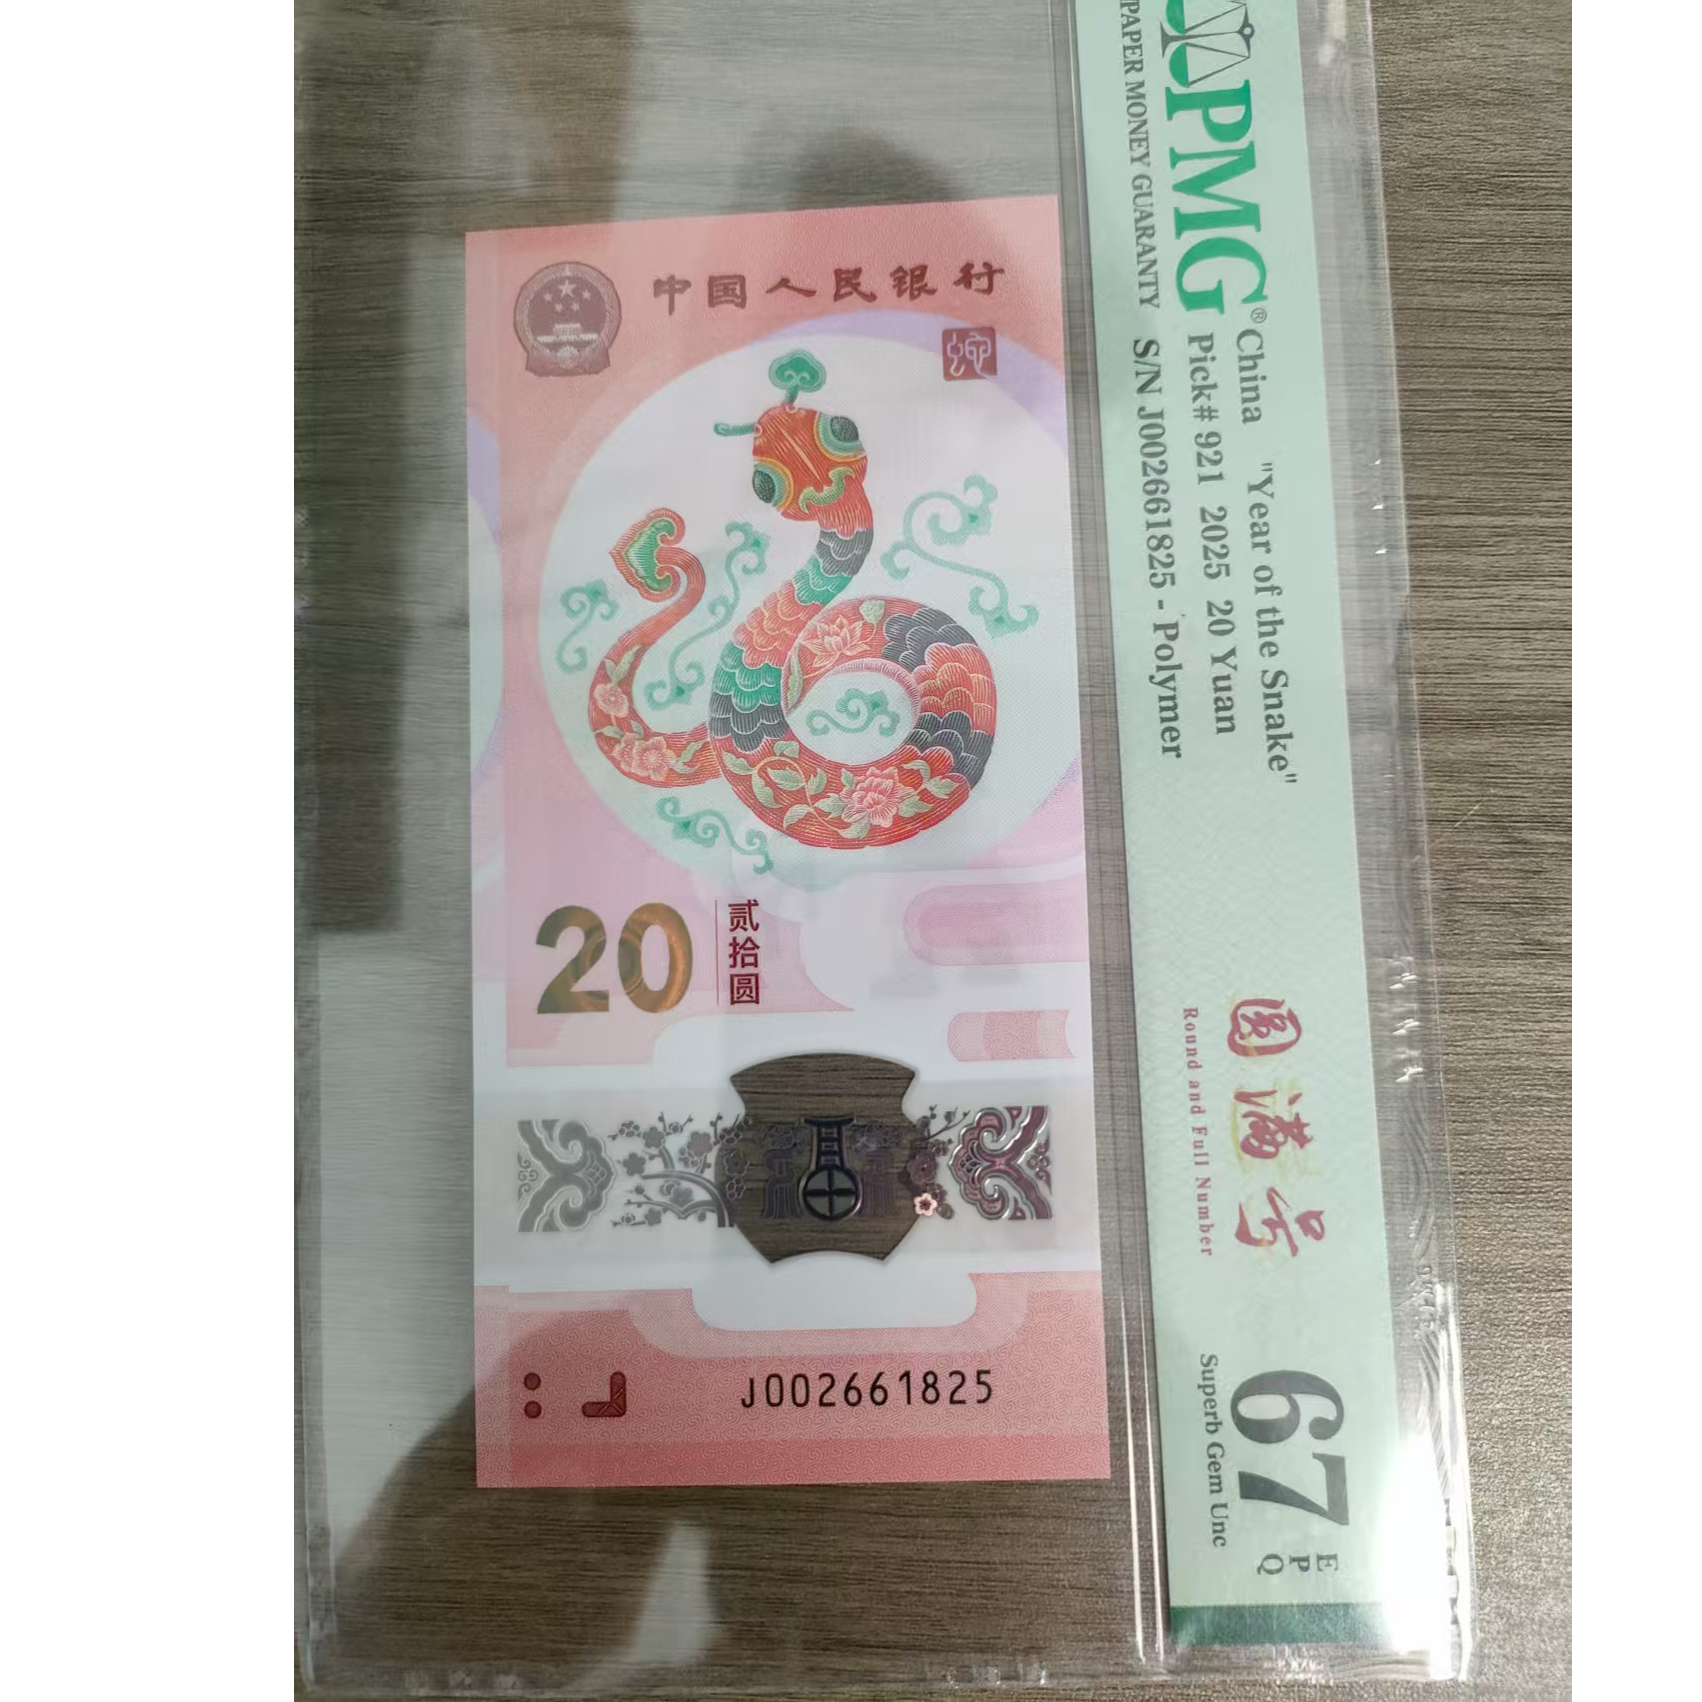 中国人民银行
蛇
20
贰拾圆
J002661825
PMG®
PAPER MONEY GUARANTY
China "Year of the Snake"
Pick# 921 2025 20 Yuan
S/N J002661825 - Polymer
圆满号
Round and Full Number
67 EPQ
Superb Gem Unc